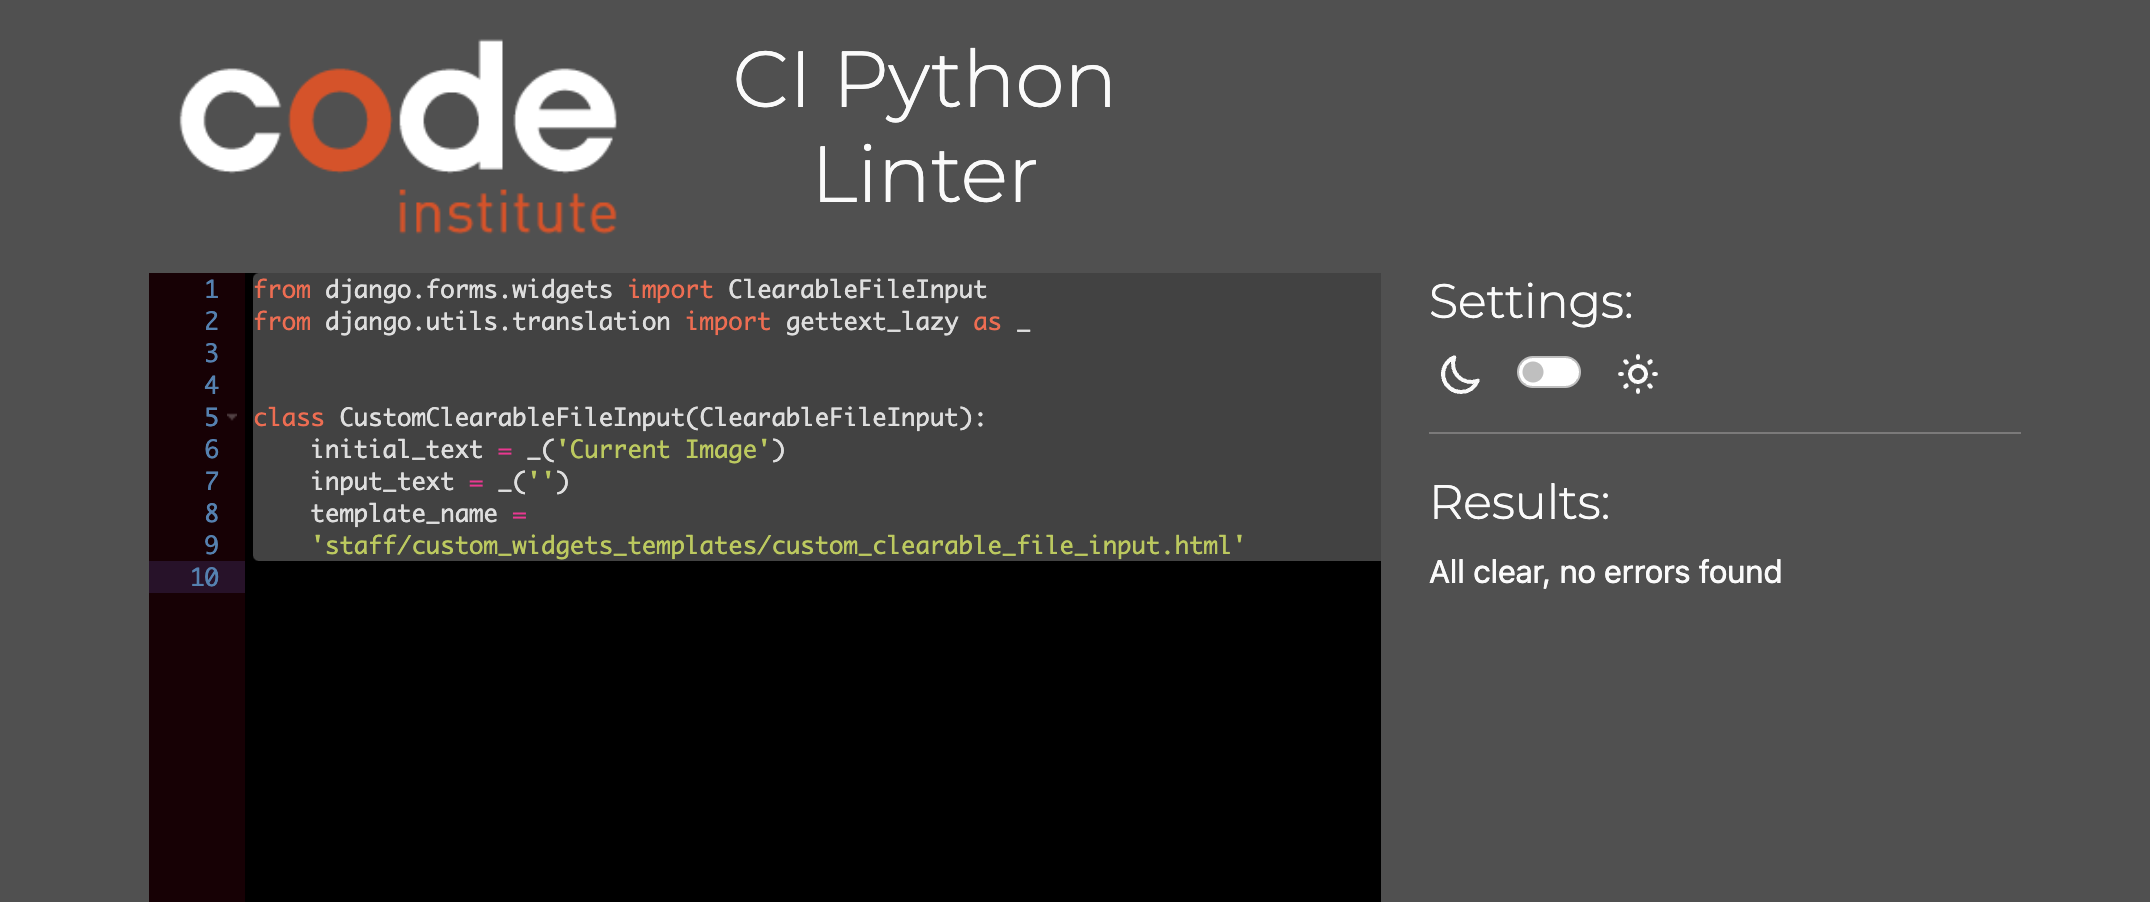 code
institute
CI Python
Linter
1 from django.forms.widgets import ClearableFileInput
2 from django.utils.translation import gettext_lazy as _
3
4
5 class CustomClearableFileInput(ClearableFileInput):
6     initial_text = _('Current Image')
7     input_text = _('')
8     template_name =
9     'staff/custom_widgets_templates/custom_clearable_file_input.html'
10
Settings:
Results:
All clear, no errors found